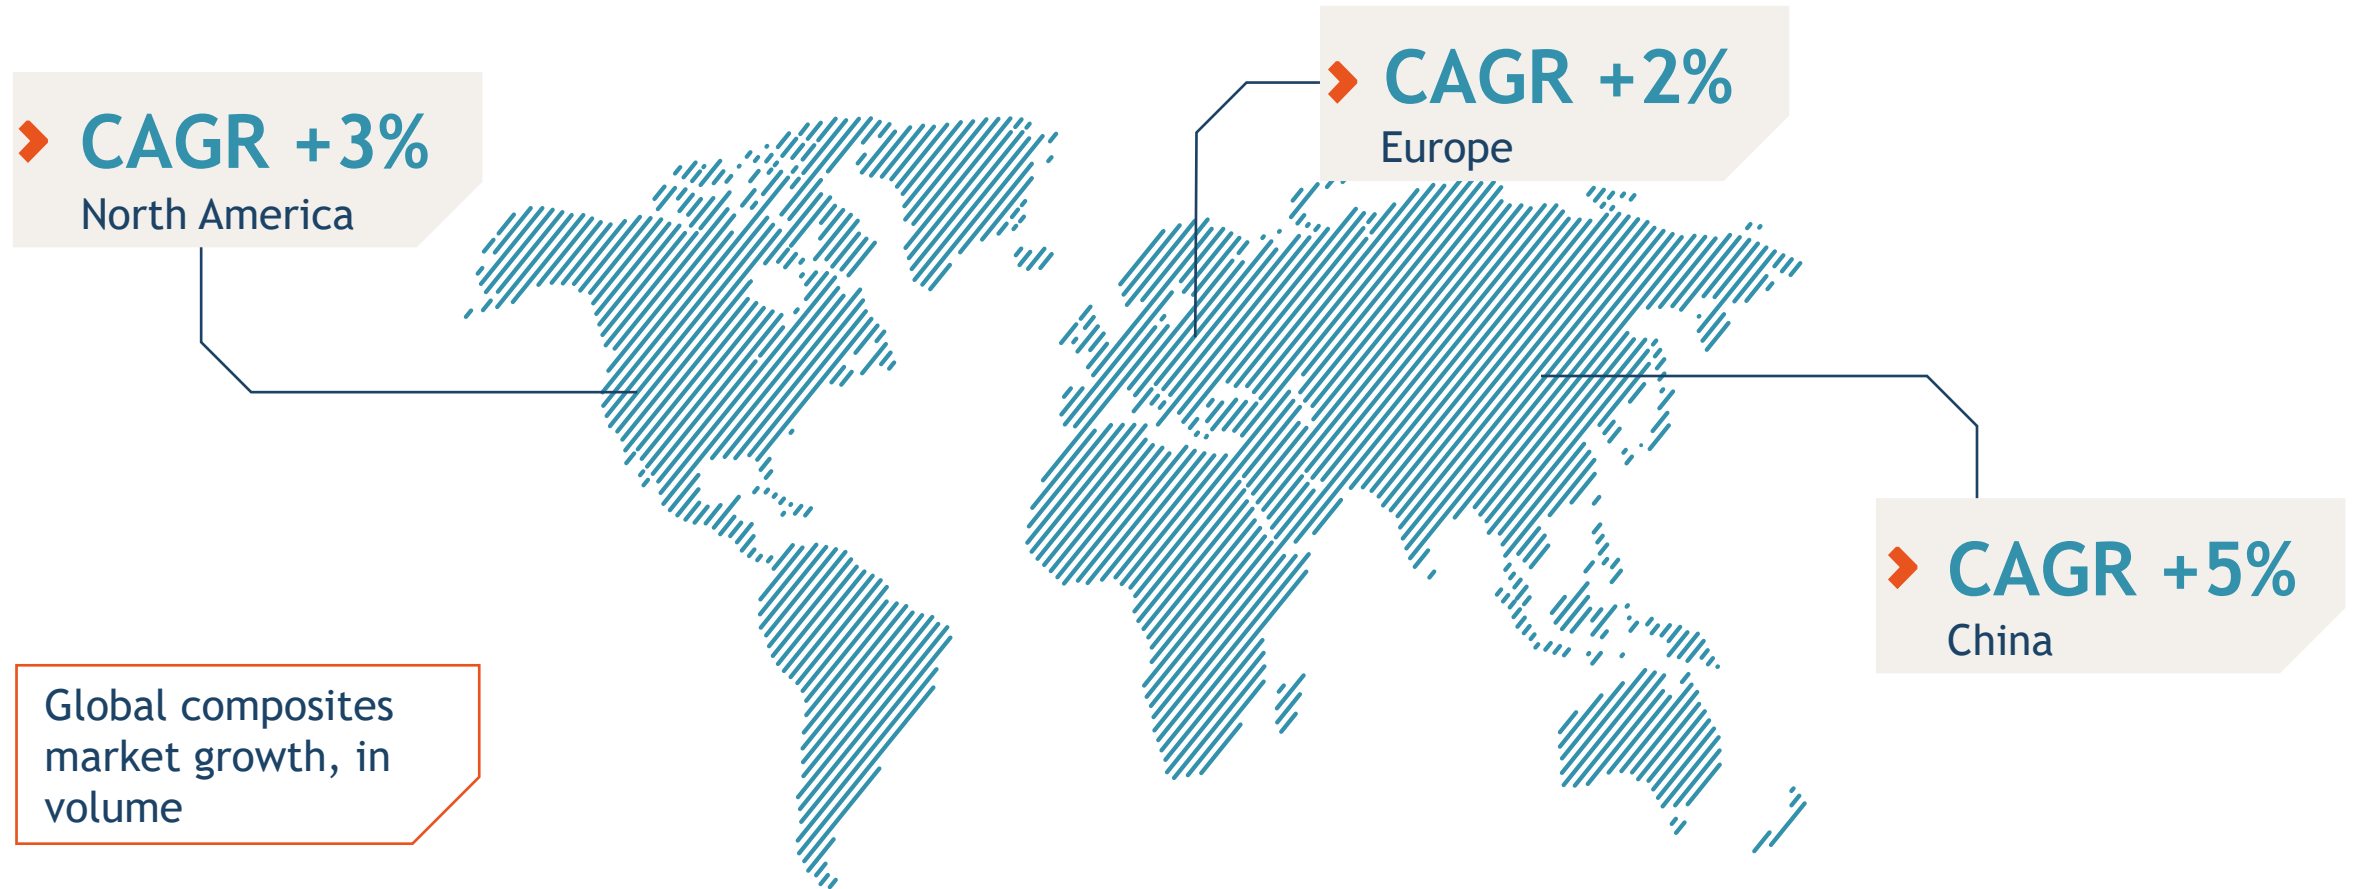 CAGR +3%
North America
CAGR +2%
Europe
CAGR +5%
China
Global composites
market growth, in
volume